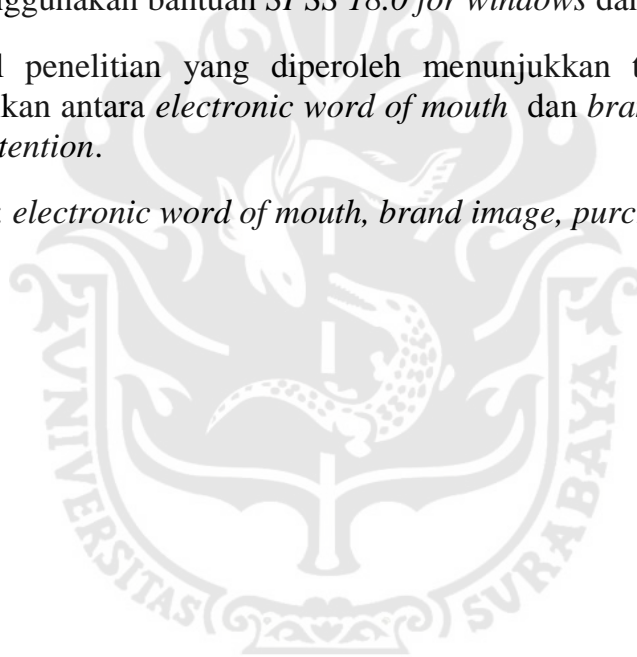 nggunakan bantuan SPSS 18.0 for windows dan
l penelitian yang diperoleh menunjukkan t
kan antara electronic word of mouth dan bran
tention.
electronic word of mouth, brand image, purc
UNIVERSITAS SURABAYA